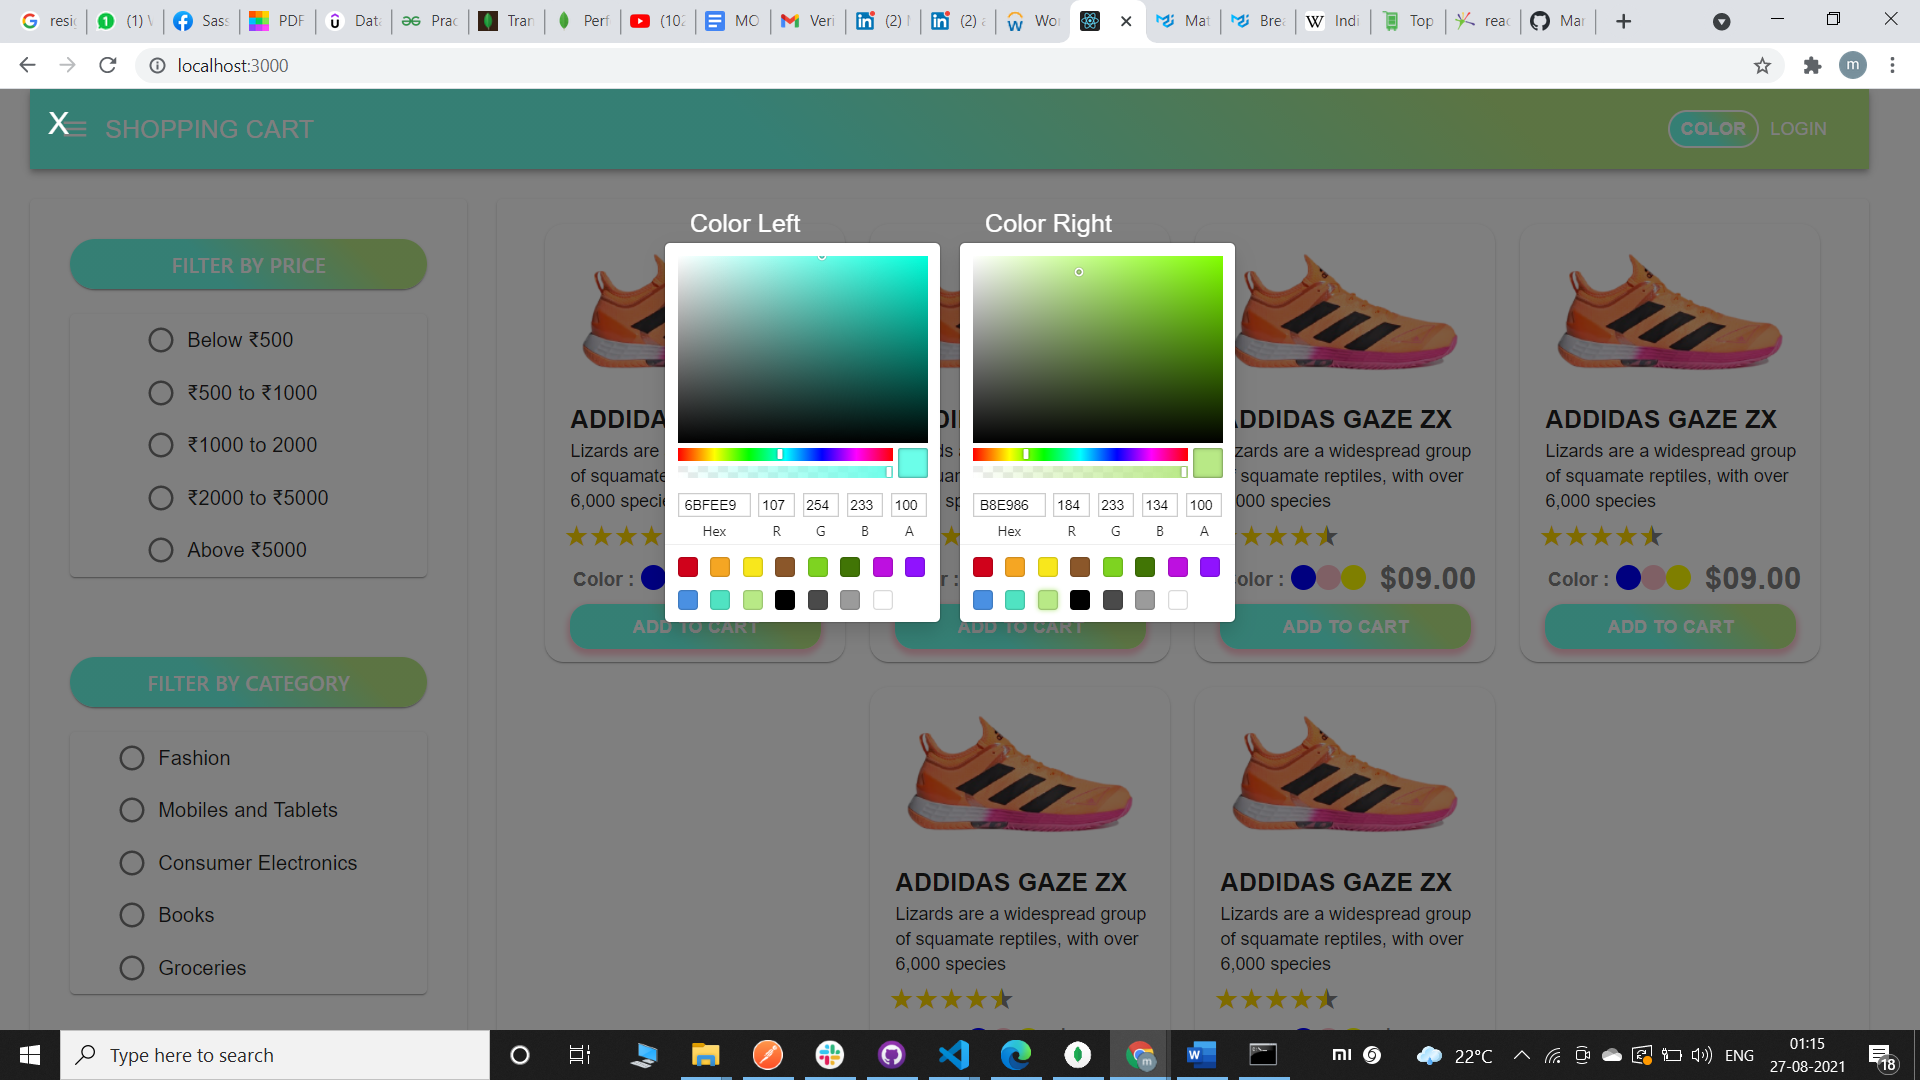 resi
(1) V
Sass
PDF
Data
Prac
Tran
Perf
(102
MO
Veri
(2)
(2) a
Wor
Mat
Brea
Indi
Top
reac
Mar
localhost:3000
m
X
SHOPPING CART
COLOR
LOGIN
FILTER BY PRICE
Below ₹500
₹500 to ₹1000
₹1000 to 2000
₹2000 to ₹5000
Above ₹5000
FILTER BY CATEGORY
Fashion
Mobiles and Tablets
Consumer Electronics
Books
Groceries
Color Left
6BFEE9 107 254 233 100
Hex R G B A
Color Right
B8E986 184 233 134 100
Hex R G B A
ADDIDA
Lizards are
of squamate
6,000 species
Color :
ADD TO CART
ADD TO CART
DDIDAS GAZE ZX
izards are a widespread group
of squamate reptiles, with over
6,000 species
olor : $09.00
ADD TO CART
ADDIDAS GAZE ZX
Lizards are a widespread group
of squamate reptiles, with over
6,000 species
Color : $09.00
ADD TO CART
ADDIDAS GAZE ZX
Lizards are a widespread group
of squamate reptiles, with over
6,000 species
ADDIDAS GAZE ZX
Lizards are a widespread group
of squamate reptiles, with over
6,000 species
Type here to search
22°C
ENG
01:15
27-08-2021
18